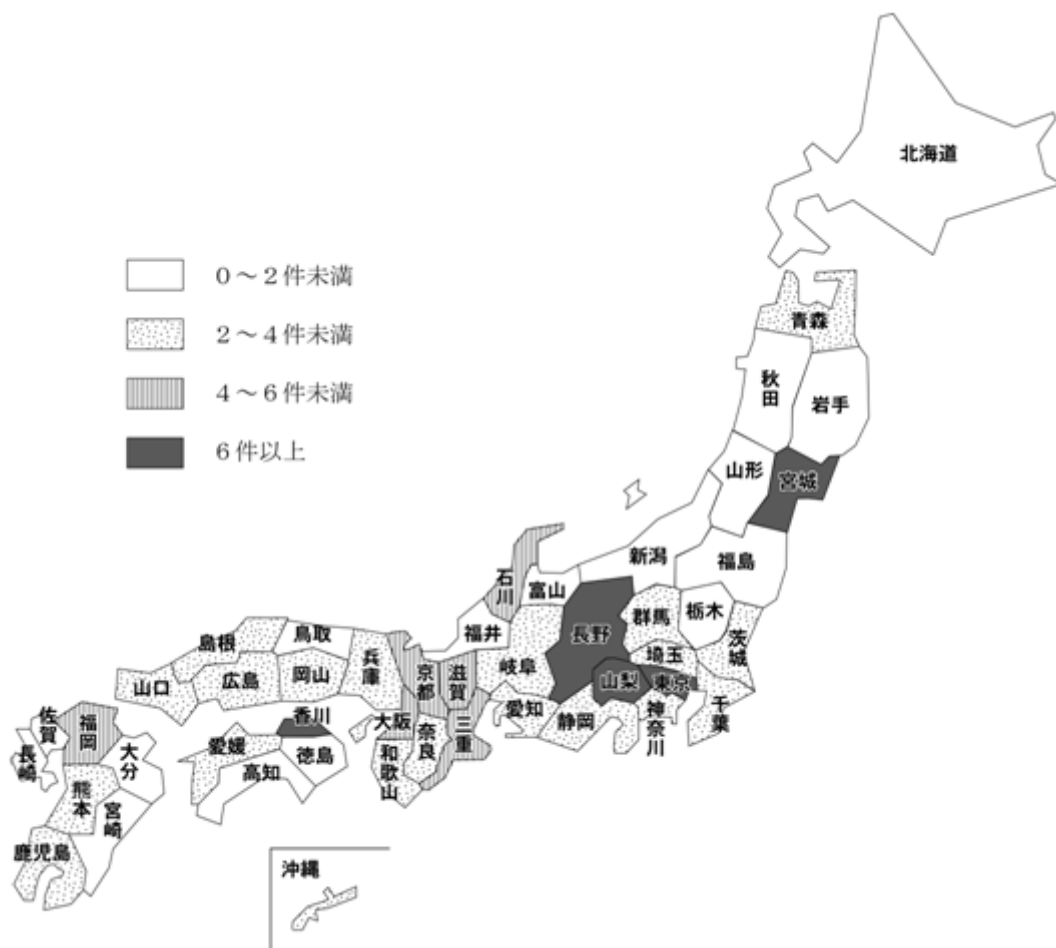 北海道
0～2件未満
2～4件未満
4～6件未満
6件以上
青森
秋田
岩手
山形
宮城
新潟
福島
石川
富山
福井
長野
群馬
栃木
茨城
埼玉
山梨
東京
千葉
神奈川
岐阜
愛知
静岡
島根
鳥取
兵庫
京都
滋賀
山口
広島
岡山
大阪
奈良
三重
和歌山
香川
愛媛
徳島
高知
佐賀
福岡
長崎
大分
熊本
宮崎
鹿児島
沖縄